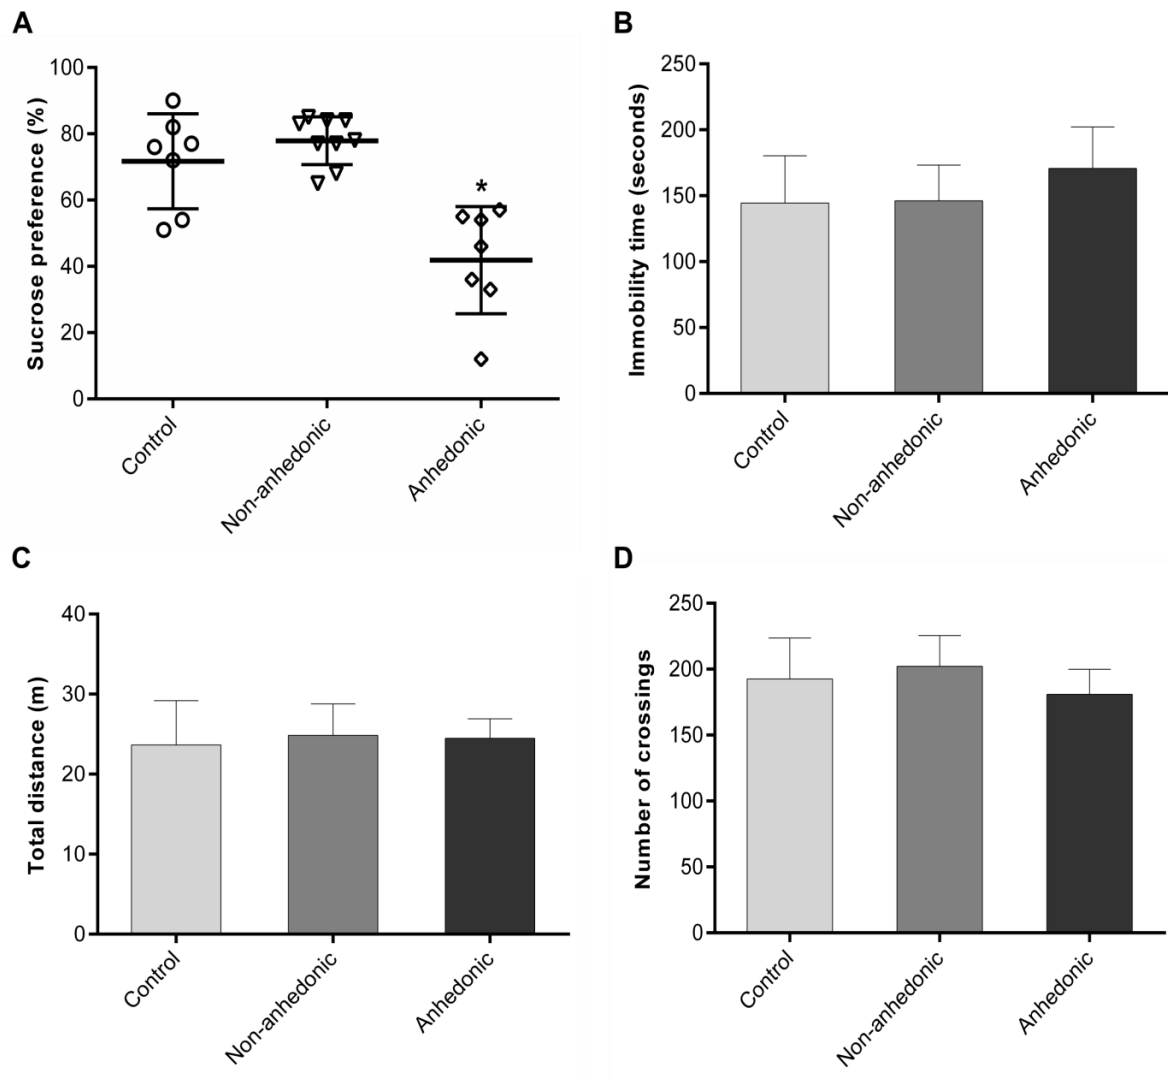 A
Sucrose preference (%)
100
80
60
40
20
0
*
Control
Non-anhedonic
Anhedonic
B
Immobility time (seconds)
250
200
150
100
50
0
Control
Non-anhedonic
Anhedonic
C
Total distance (m)
40
30
20
10
0
Control
Non-anhedonic
Anhedonic
D
Number of crossings
250
200
150
100
50
0
Control
Non-anhedonic
Anhedonic